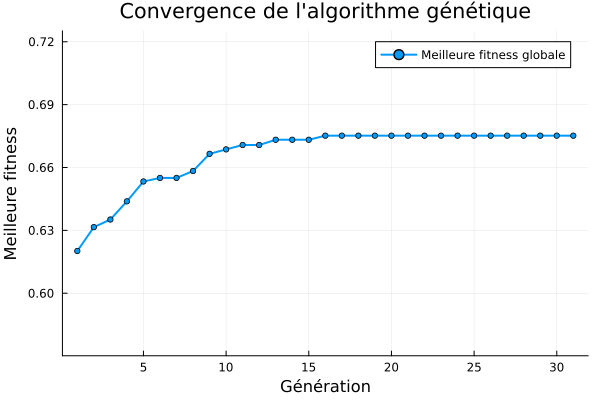 Convergence de l'algorithme génétique
Meilleure fitness globale
Meilleure fitness
0.72
0.69
0.66
0.63
0.60
5 10 15 20 25 30
Génération